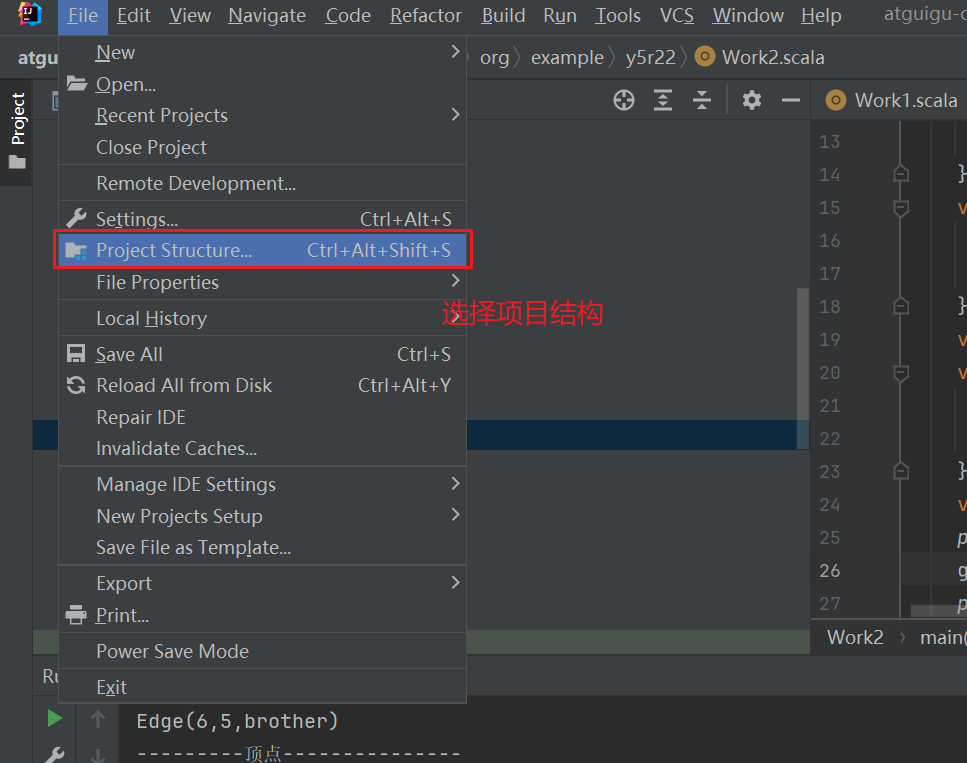 File Edit View Navigate Code Refactor Build Run Tools VCS Window Help atguigu-c
atgu org example y5r22 Work2.scala
Project
New
Open...
Recent Projects
Close Project
Remote Development...
Settings... Ctrl+Alt+S
Project Structure... Ctrl+Alt+Shift+S
File Properties
Local History
选择项目结构
Save All Ctrl+S
Reload All from Disk Ctrl+Alt+Y
Repair IDE
Invalidate Caches...
Manage IDE Settings
New Projects Setup
Save File as Template...
Export
Print...
Power Save Mode
Exit
Work1.scala
13
14 }
15 v
16
17
18 }
19 v
20 v
21
22
23 }
24 v
25 p
26 g
27 p
Work2 main(
Ru
Edge(6,5,brother)
---------顶点---------------